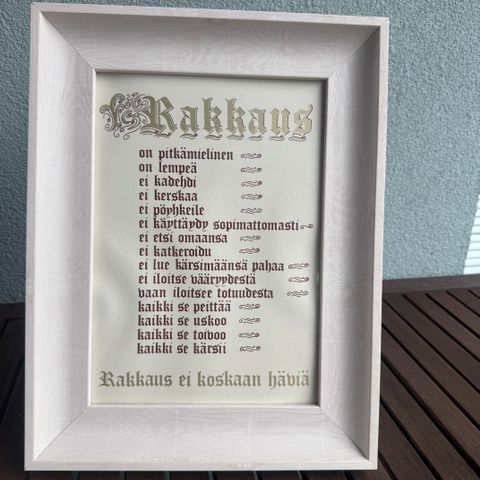 Rakkaus
on pitkämielinen
on lempeä
ei kadehdi
ei kerskaa
ei pöyhkeile
ei käyttäydy sopimattomasti
ei etsi omaansa
ei katkeroidu
ei lue kärsimäänsä pahaa
ei iloitse vääryydestä
vaan iloitsee totuudesta
kaikki se peittää
kaikki se uskoo
kaikki se toivoo
kaikki se kärsii
Rakkaus ei koskaan häviä